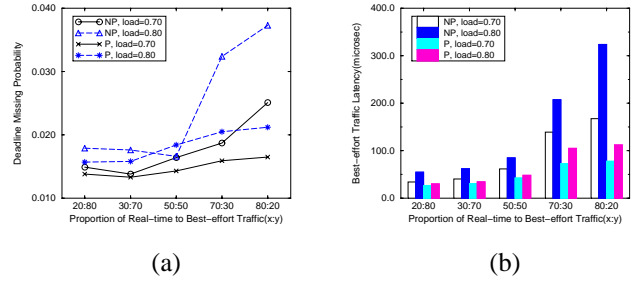 0.040
0.030
0.020
0.010
Deadline Missing Probability
NP, load=0.70
NP, load=0.80
P, load=0.70
P, load=0.80
20:80 30:70 50:50 70:30 80:20
Proportion of Real-time to Best-effort Traffic(x:y)
(a)
400.0
300.0
200.0
100.0
0.0
Best-effort Traffic Latency(microsec)
NP, load=0.70
NP, load=0.80
P, load=0.70
P, load=0.80
20:80 30:70 50:50 70:30 80:20
Proportion of Real-time to Best-effort Traffic(x:y)
(b)